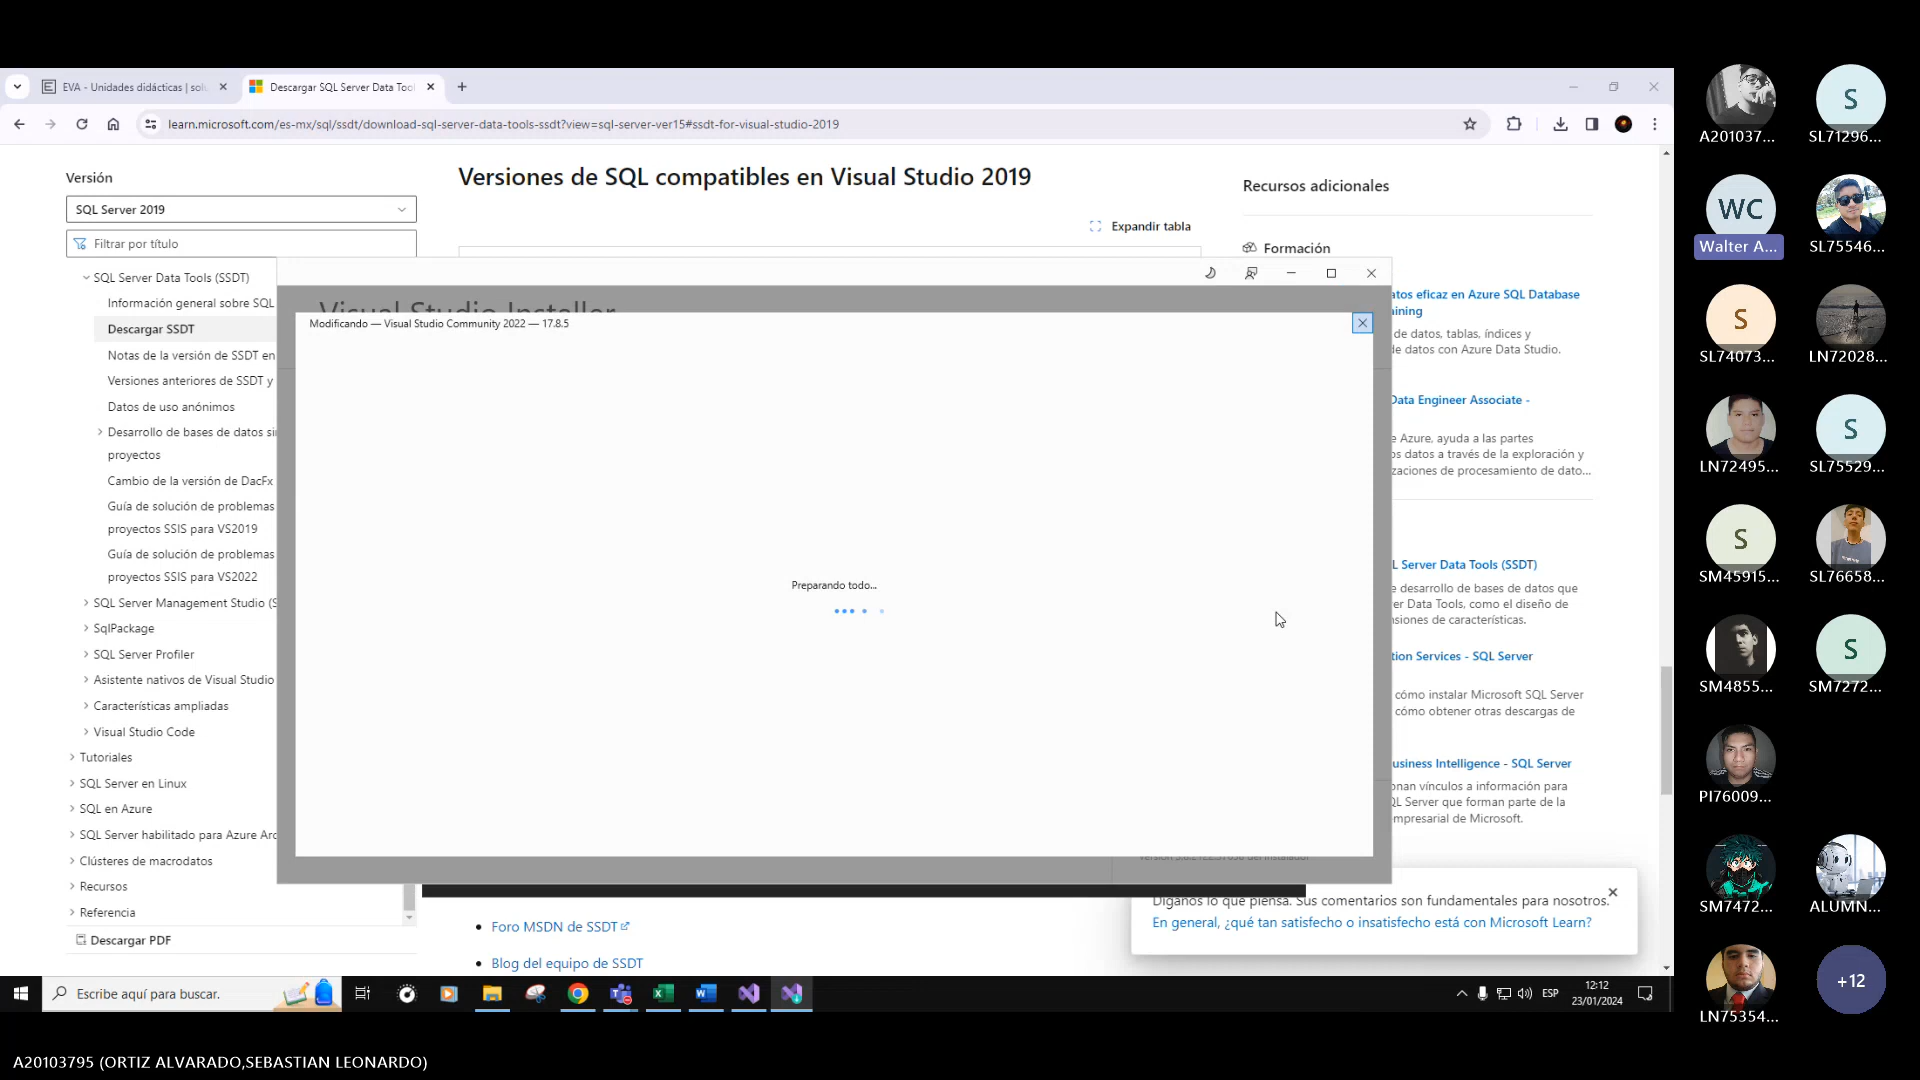 EVA - Unidades didácticas | solu
Descargar SQL Server Data Tool
learn.microsoft.com/es-mx/sql/ssdt/download-sql-server-data-tools-ssdt?view=sql-server-ver15#ssdt-for-visual-studio-2019
Versión
SQL Server 2019
Filtrar por título
SQL Server Data Tools (SSDT)
Información general sobre SQL
Descargar SSDT
Notas de la versión de SSDT en
Versiones anteriores de SSDT y
Datos de uso anónimos
Desarrollo de bases de datos si
proyectos
Cambio de la versión de DacFx
Guía de solución de problemas
proyectos SSIS para VS2019
Guía de solución de problemas
proyectos SSIS para VS2022
SQL Server Management Studio (S
SqlPackage
SQL Server Profiler
Asistente nativos de Visual Studio
Características ampliadas
Visual Studio Code
Tutoriales
SQL Server en Linux
SQL en Azure
SQL Server habilitado para Azure Arc
Clústeres de macrodatos
Recursos
Referencia
Descargar PDF
Versiones de SQL compatibles en Visual Studio 2019
Expandir tabla
Visual Studio Installer
Modificando — Visual Studio Community 2022 — 17.8.5
Preparando todo...
Foro MSDN de SSDT
Blog del equipo de SSDT
Recursos adicionales
Formación
atos eficaz en Azure SQL Database
aining
de datos, tablas, índices y
de datos con Azure Data Studio.
Data Engineer Associate -
e Azure, ayuda a las partes
os datos a través de la exploración y
zaciones de procesamiento de dato...
L Server Data Tools (SSDT)
e desarrollo de bases de datos que
er Data Tools, como el diseño de
nsiones de características.
tion Services - SQL Server
cómo instalar Microsoft SQL Server
cómo obtener otras descargas de
usiness Intelligence - SQL Server
onan vínculos a información para
QL Server que forman parte de la
mpresarial de Microsoft.
del instalador
Díganos lo que piensa. Sus comentarios son fundamentales para nosotros.
En general, ¿qué tan satisfecho o insatisfecho está con Microsoft Learn?
Escribe aquí para buscar.
ESP
12:12
23/01/2024
A201037...
S
SL71296...
WC
Walter A...
SL75546...
S
SL74073...
LN72028...
LN72495...
S
SL75529...
S
SM45915...
SL76658...
SM4855...
S
SM7272...
PI76009...
SM7472...
ALUMN...
LN75354...
+12
A20103795 (ORTIZ ALVARADO,SEBASTIAN LEONARDO)